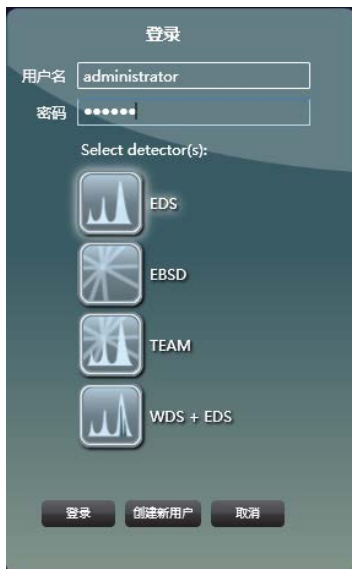 登录
用户名 administrator
密码 ●●●●●●
Select detector(s):
EDS
EBSD
TEAM
WDS + EDS
登录 创建新用户 取消